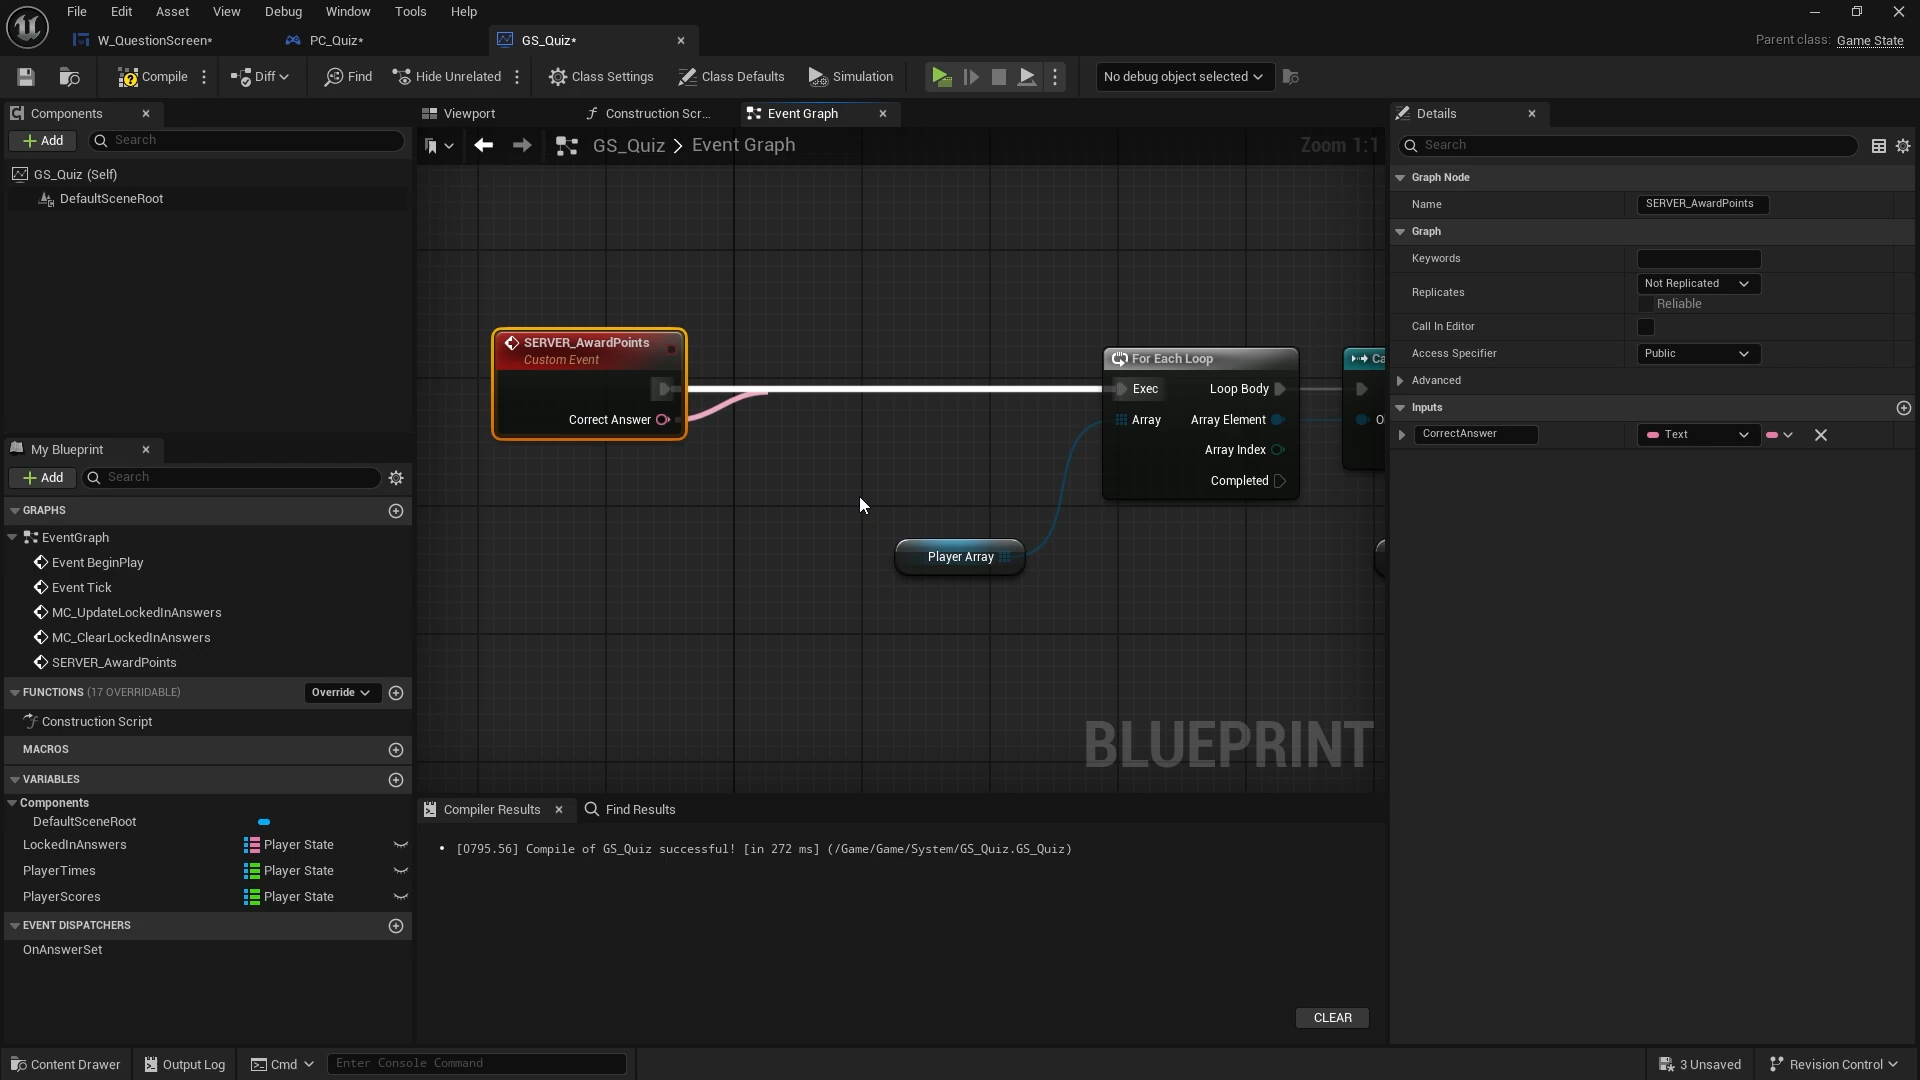 File Edit Asset View Debug Window Tools Help
W_QuestionScreen*
PC_Quiz*
GS_Quiz*
Parent class: Game State
Compile
Diff
Find
Hide Unrelated
Class Settings
Class Defaults
Simulation
No debug object selected
Components
Add
Search
GS_Quiz (Self)
DefaultSceneRoot
My Blueprint
Add
Search
GRAPHS
EventGraph
Event BeginPlay
Event Tick
MC_UpdateLockedInAnswers
MC_ClearLockedInAnswers
SERVER_AwardPoints
FUNCTIONS (17 OVERRIDABLE)
Override
Construction Script
MACROS
VARIABLES
Components
DefaultSceneRoot
LockedInAnswers Player State
PlayerTimes Player State
PlayerScores Player State
EVENT DISPATCHERS
OnAnswerSet
Viewport
Construction Scr...
Event Graph
GS_Quiz > Event Graph
Zoom 1:1
SERVER_AwardPoints
Custom Event
Correct Answer
For Each Loop
Exec Loop Body
Array Array Element
Array Index
Completed
Ca
O
Player Array
BLUEPRINT
Compiler Results
Find Results
[0795.56] Compile of GS_Quiz successful! [in 272 ms] (/Game/Game/System/GS_Quiz.GS_Quiz)
CLEAR
Details
Search
Graph Node
Name SERVER_AwardPoints
Graph
Keywords
Replicates Not Replicated
Reliable
Call In Editor
Access Specifier Public
Advanced
Inputs
CorrectAnswer Text
Content Drawer
Output Log
Cmd
Enter Console Command
3 Unsaved
Revision Control